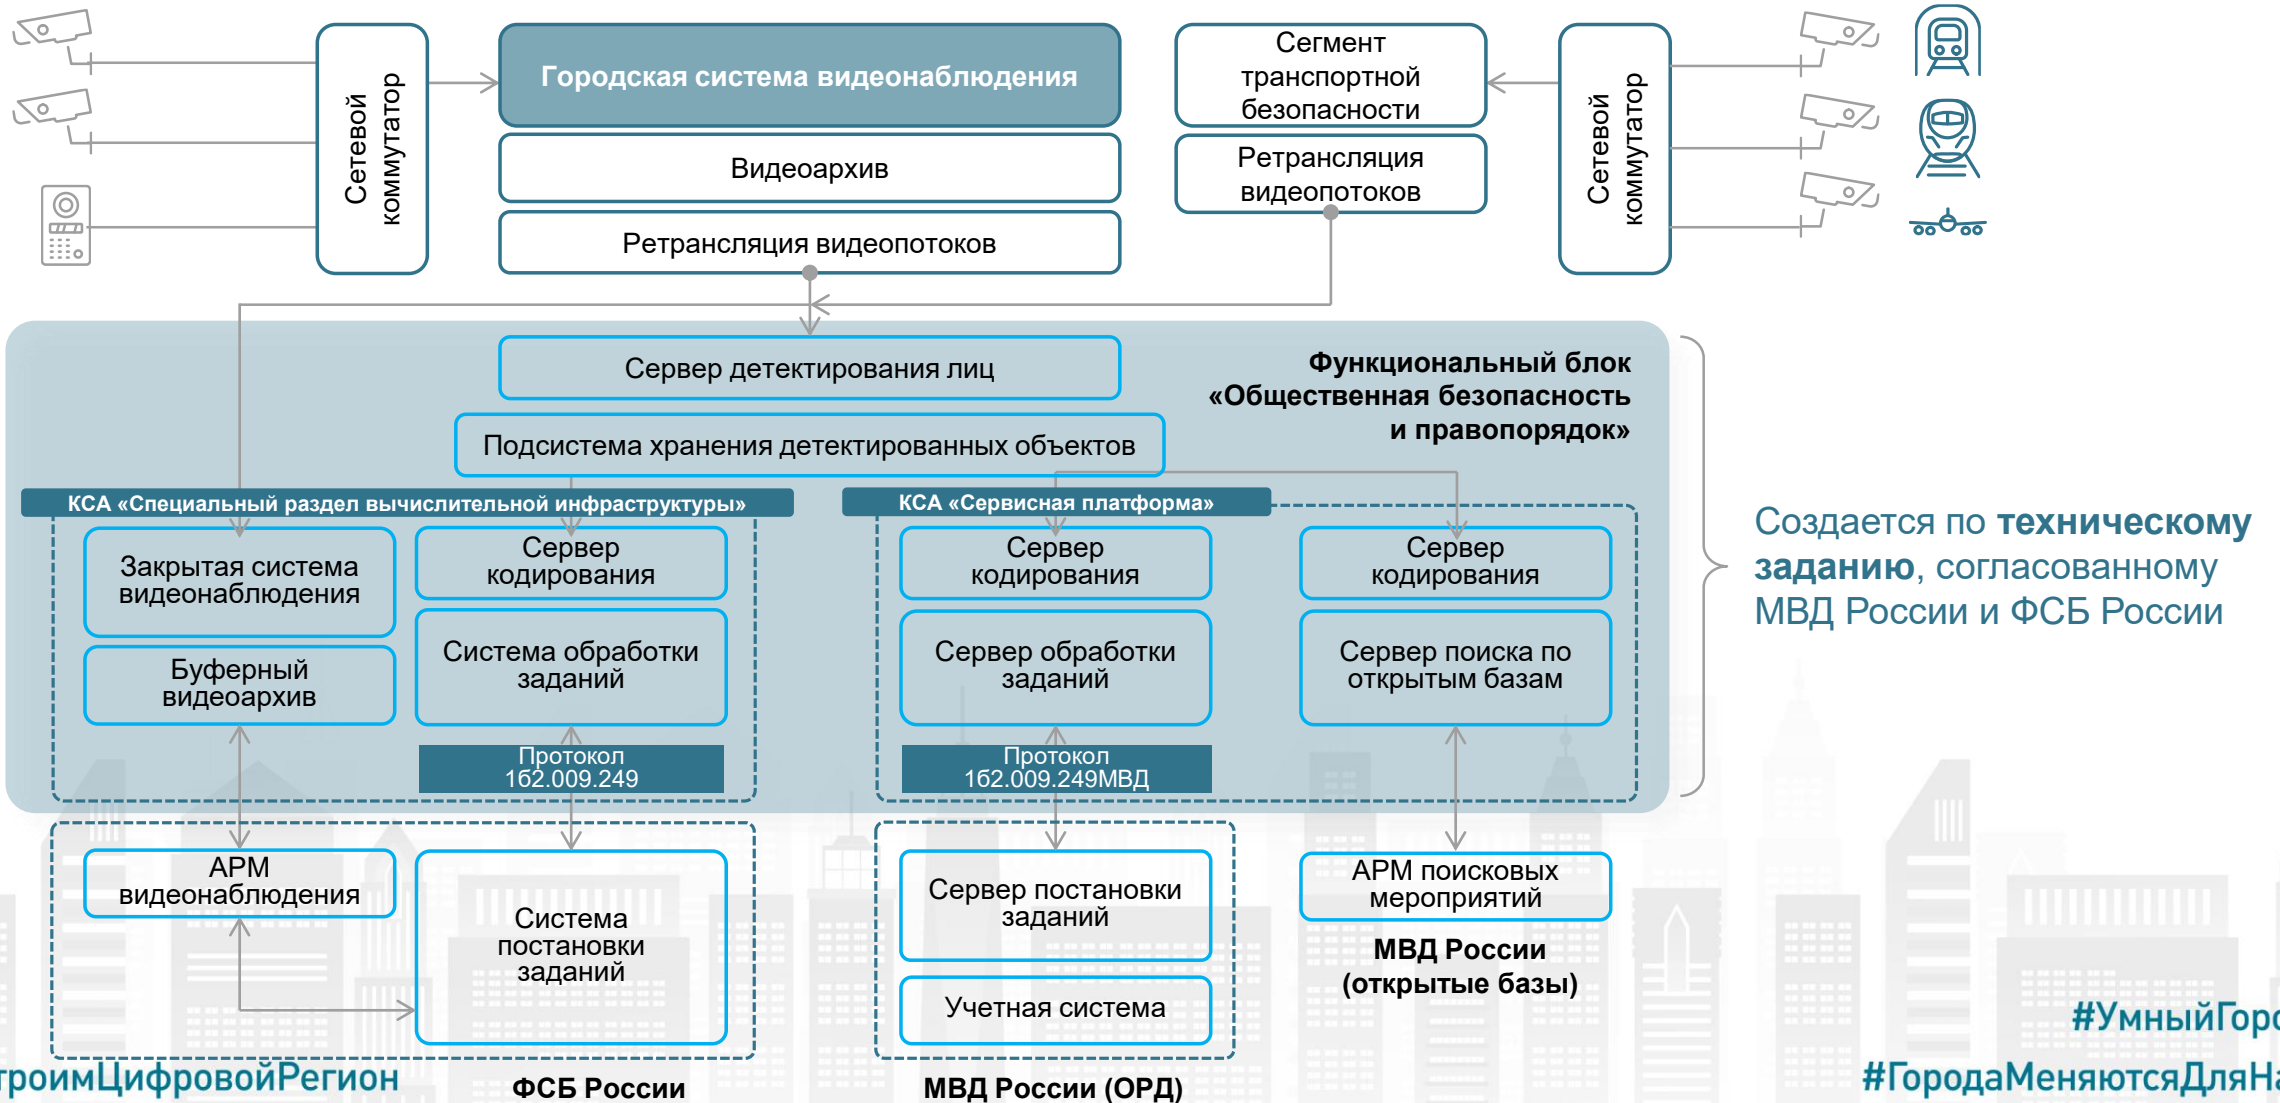 Сетевой
коммутатор
Городская система видеонаблюдения
Видеоархив
Ретрансляция видеопотоков
Сегмент
транспортной
безопасности
Ретрансляция
видеопотоков
Сетевой
коммутатор
Сервер детектирования лиц
Функциональный блок
«Общественная безопасность
и правопорядок»
Подсистема хранения детектированных объектов
КСА «Специальный раздел вычислительной инфраструктуры»
КСА «Сервисная платформа»
Закрытая система
видеонаблюдения
Буферный
видеоархив
Сервер
кодирования
Система обработки
заданий
Протокол
1б2.009.249
Сервер
кодирования
Сервер обработки
заданий
Протокол
1б2.009.249МВД
Сервер
кодирования
Сервер поиска по
открытым базам
Создается по техническому
заданию, согласованному
МВД России и ФСБ России
АРМ
видеонаблюдения
Система
постановки
заданий
Сервер постановки
заданий
Учетная система
АРМ поисковых
мероприятий
МВД России
(открытые базы)
ФСБ России
МВД России (ОРД)
троимЦифровойРегион
#УмныйГоро
#ГородаМеняютсяДляНа